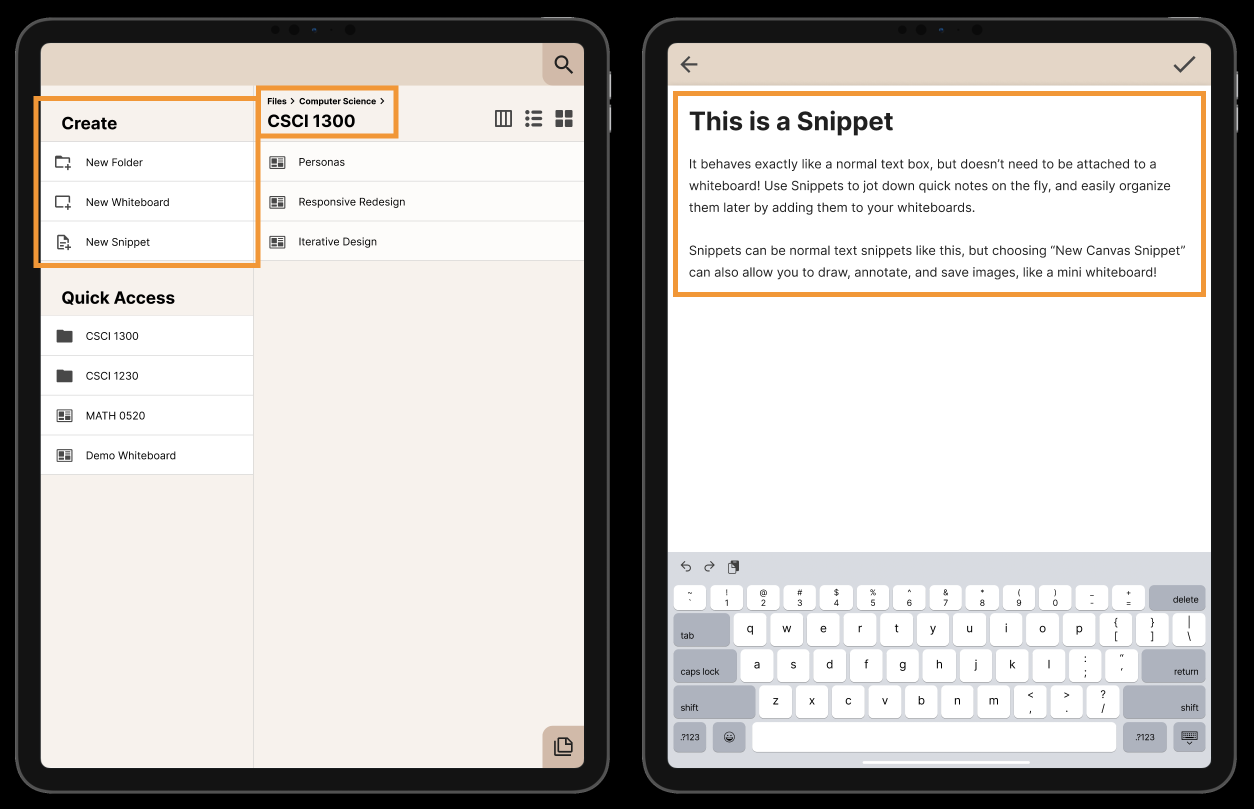 Create
New Folder
New Whiteboard
New Snippet
Quick Access
CSCI 1300
CSCI 1230
MATH 0520
Demo Whiteboard
Files > Computer Science >
CSCI 1300
Personas
Responsive Redesign
Iterative Design
This is a Snippet
It behaves exactly like a normal text box, but doesn’t need to be attached to a
whiteboard! Use Snippets to jot down quick notes on the fly, and easily organize
them later by adding them to your whiteboards.
Snippets can be normal text snippets like this, but choosing “New Canvas Snippet”
can also allow you to draw, annotate, and save images, like a mini whiteboard!
~ ! @ # $ % ^ & * ( ) _ +
` 1 2 3 4 5 6 7 8 9 0 - = delete
tab q w e r t y u i o p { [ } ] | \
caps lock a s d f g h j k l : ; “ ‘ return
shift z x c v b n m < , > . ? / shift
.?123 .?123